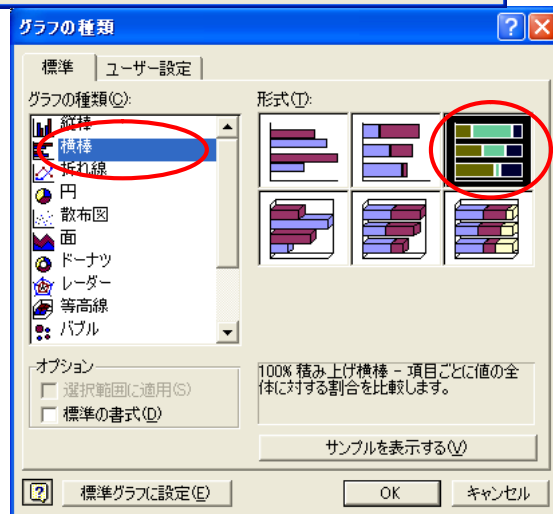 グラフの種類
標準
ユーザー設定
グラフの種類(C):
縦棒
横棒
折れ線
円
散布図
面
ドーナツ
レーダー
等高線
バブル
形式(T):
オプション
選択範囲に適用(S)
標準の書式(D)
100% 積み上げ横棒 - 項目ごとに値の全
体に対する割合を比較します。
サンプルを表示する(V)
標準グラフに設定(E)
OK
キャンセル